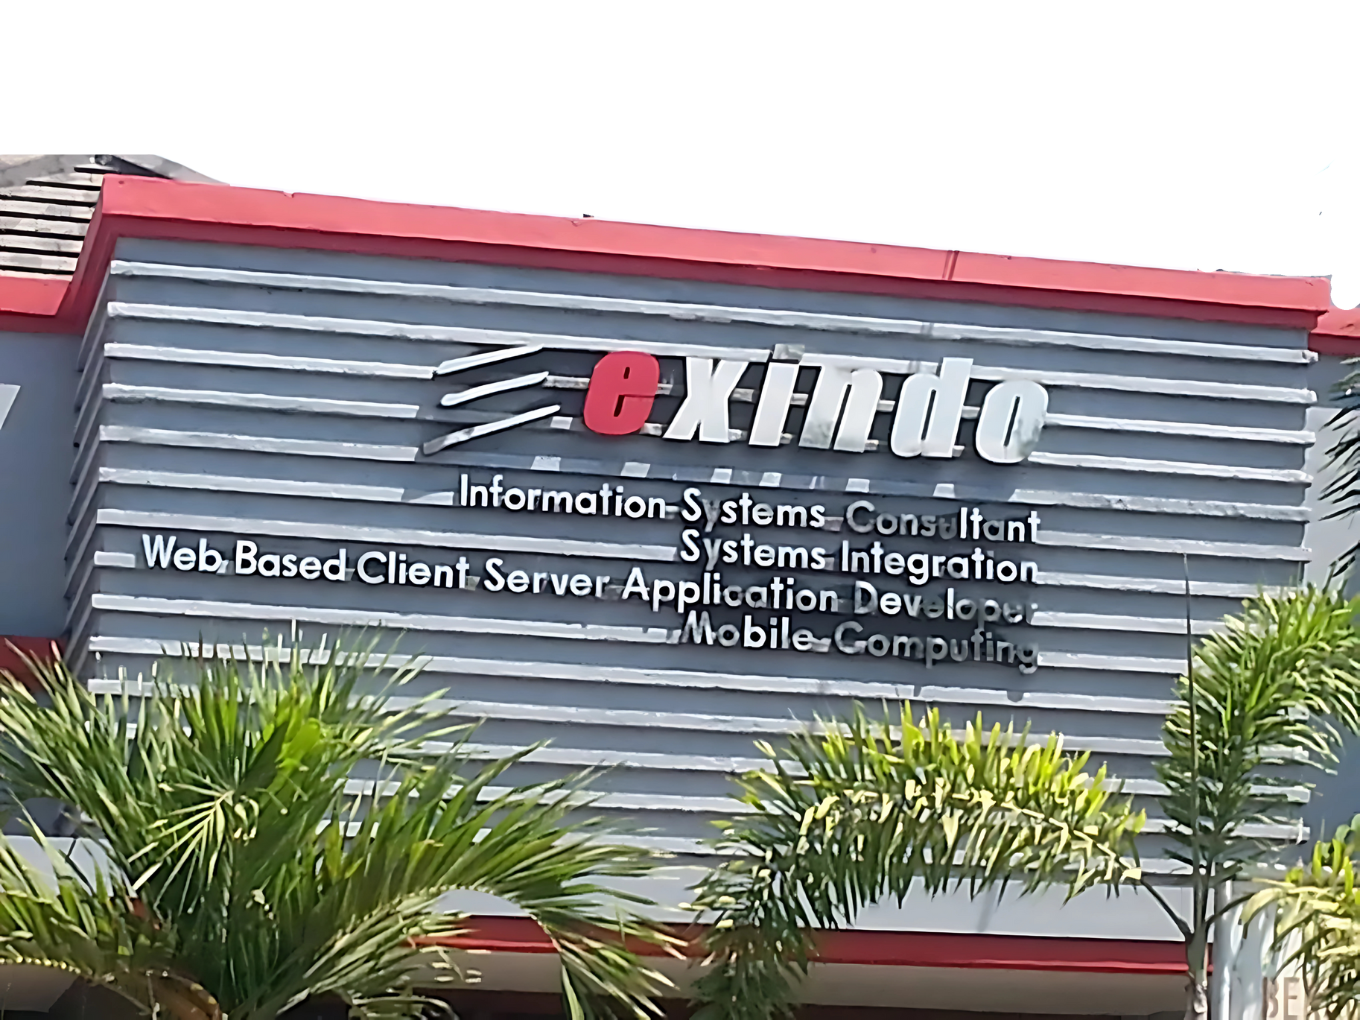 exindo
Information Systems Consultant
Systems Integration
Web Based Client Server Application Developer
Mobile Computing